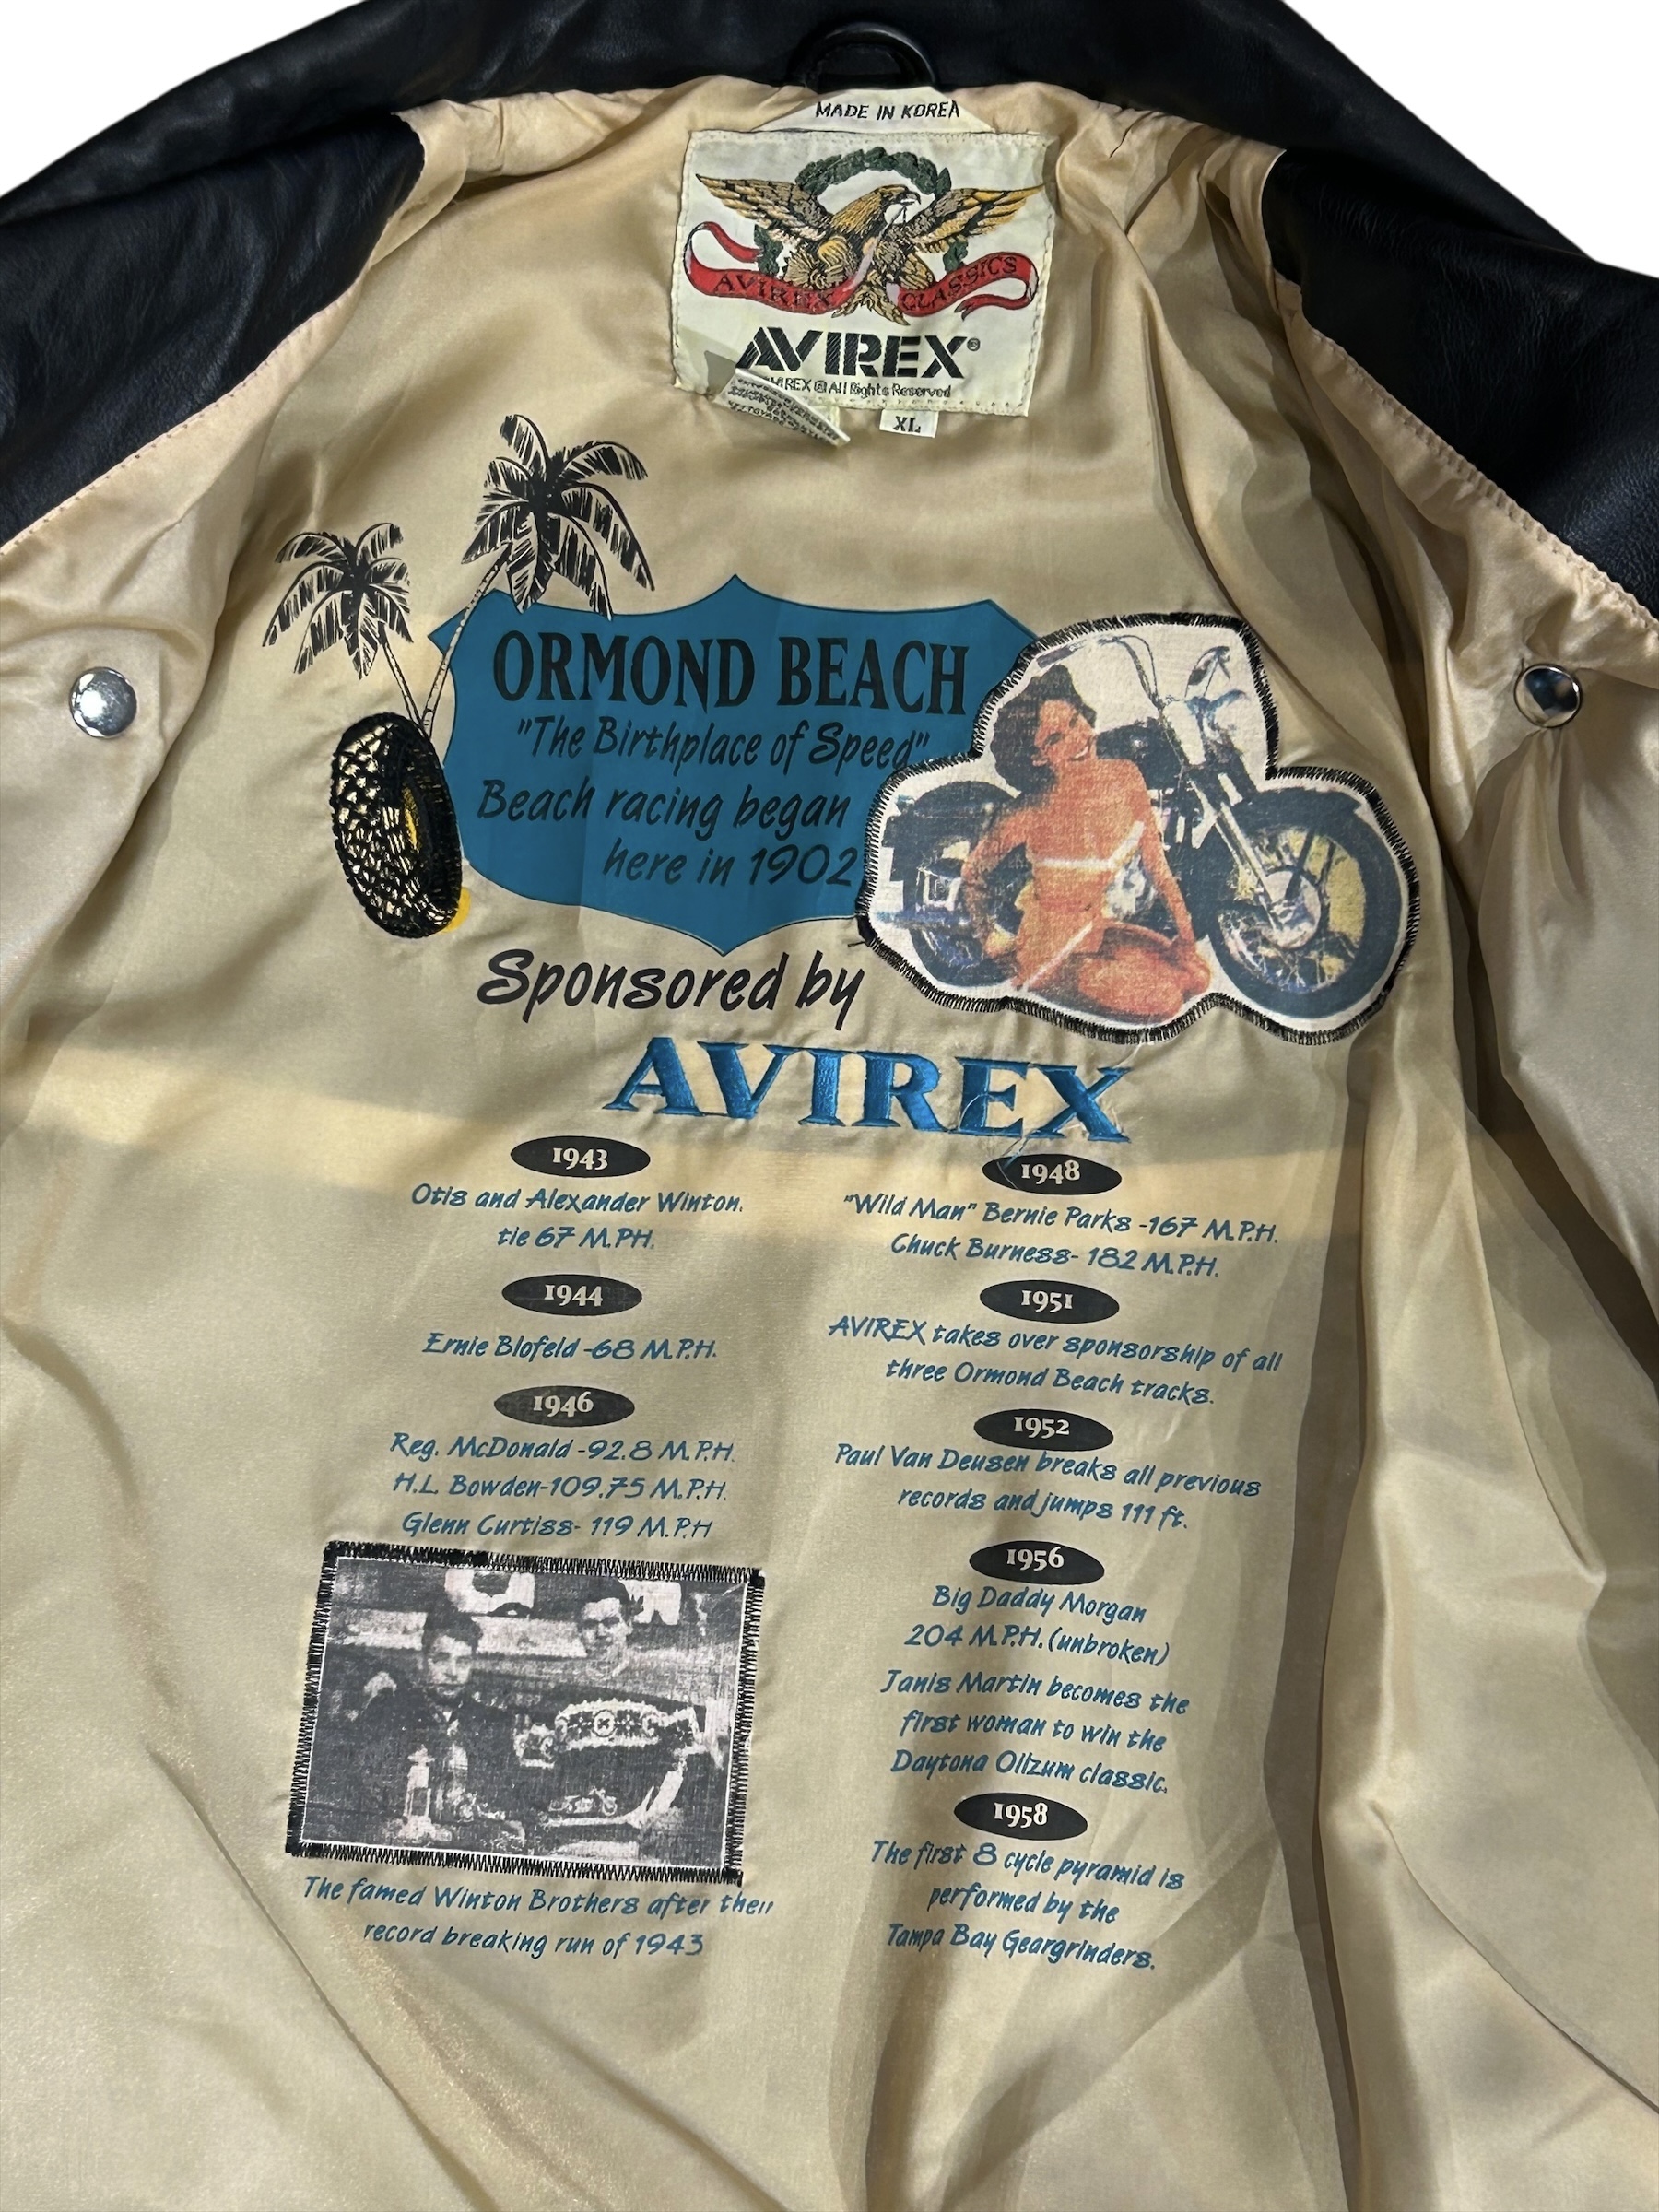 MADE IN KOREA
AVIREX CLASSICS
AVIREX®
© All Rights Reserved
XL
ORMOND BEACH
"The Birthplace of Speed"
Beach racing began
here in 1902
Sponsored by
AVIREX
1943
Otis and Alexander Winton.
tie 67 M.P.H.
1944
Ernie Blofeld -68 M.P.H.
1946
Reg. McDonald -92.8 M.P.H.
H.L. Bowden-109.75 M.P.H.
Glenn Curtiss- 119 M.P.H
The famed Winton Brothers after their
record breaking run of 1943
1948
"Wild Man" Bernie Parks -167 M.P.H.
Chuck Burness- 182 M.P.H.
1951
AVIREX takes over sponsorship of all
three Ormond Beach tracks.
1952
Paul Van Deusen breaks all previous
records and jumps 111 ft.
1956
Big Daddy Morgan
204 M.P.H. (unbroken)
Janis Martin becomes the
first woman to win the
Daytona Oilzum classic.
1958
The first 8 cycle pyramid is
performed by the
Tampa Bay Geargrinders.